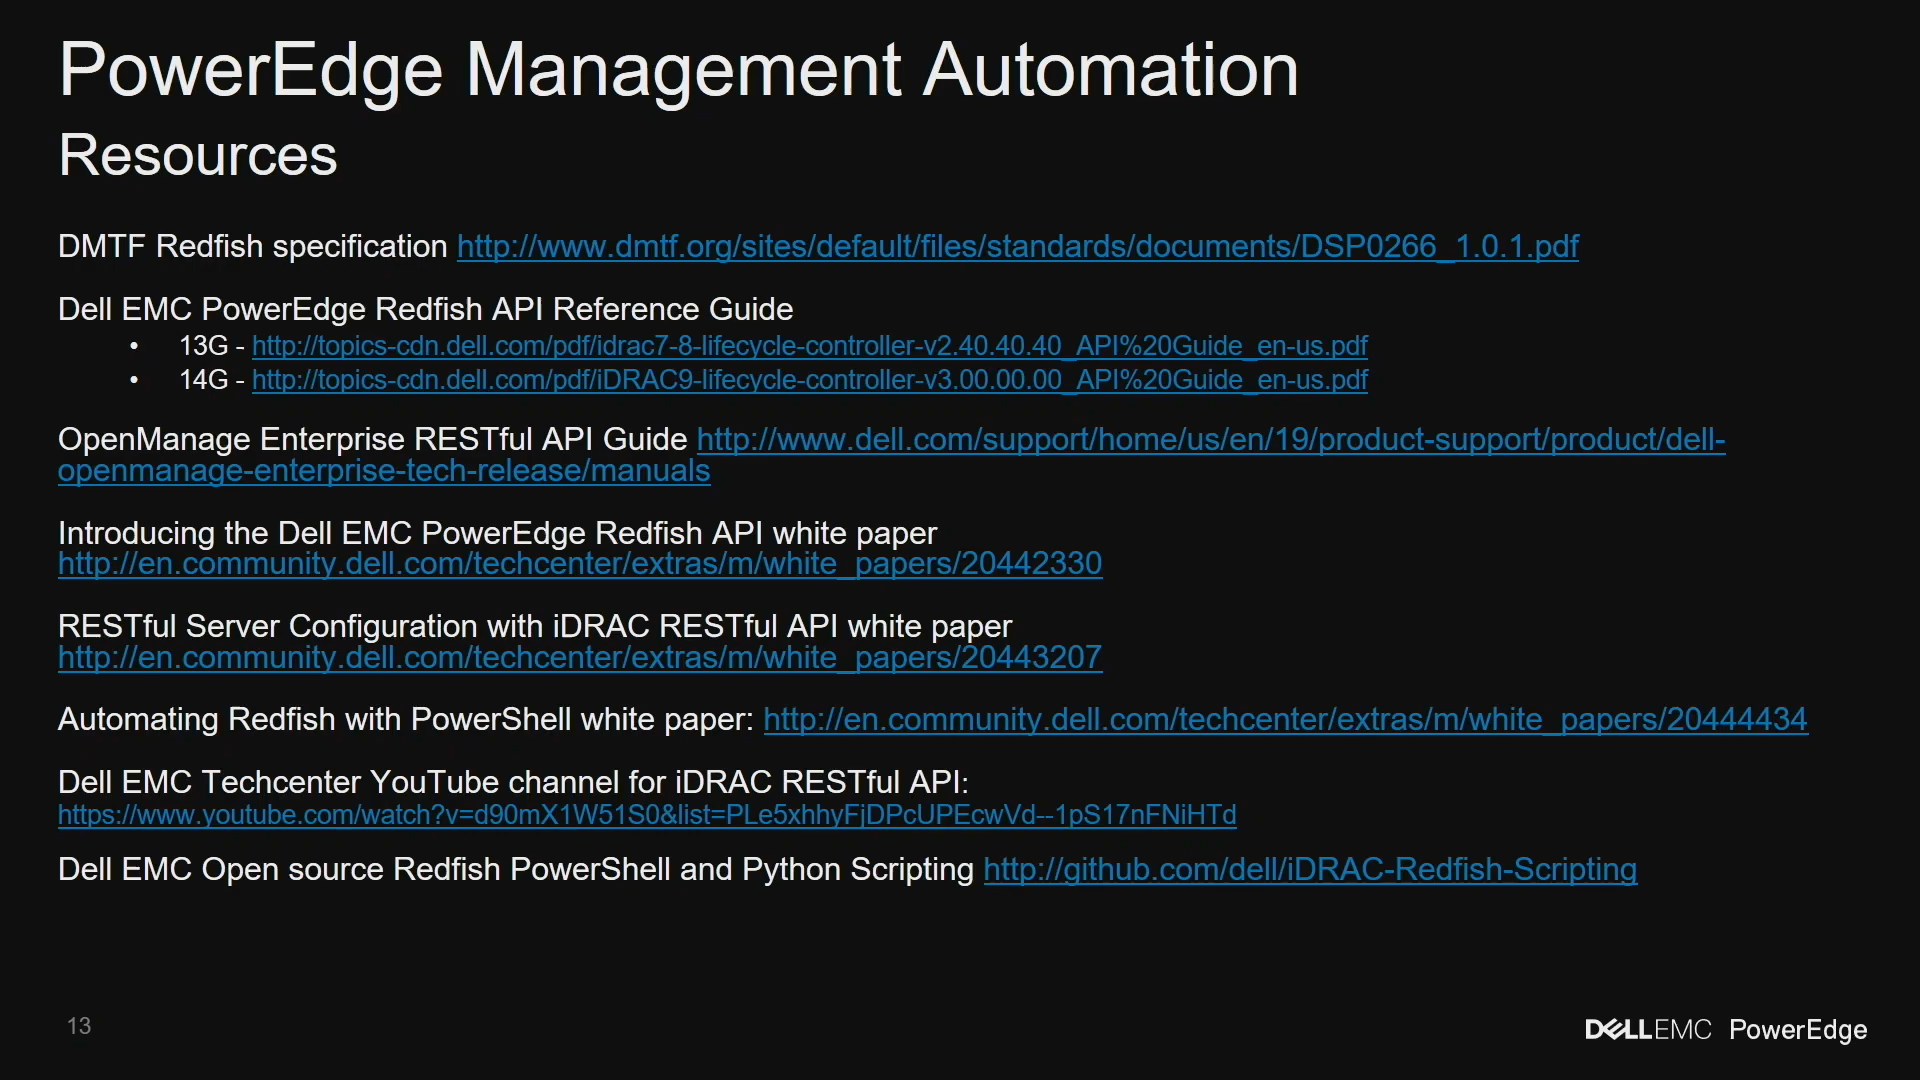 PowerEdge Management Automation
Resources
DMTF Redfish specification http://www.dmtf.org/sites/default/files/standards/documents/DSP0266_1.0.1.pdf
Dell EMC PowerEdge Redfish API Reference Guide
• 13G - http://topics-cdn.dell.com/pdf/idrac7-8-lifecycle-controller-v2.40.40.40_API%20Guide_en-us.pdf
• 14G - http://topics-cdn.dell.com/pdf/iDRAC9-lifecycle-controller-v3.00.00.00_API%20Guide_en-us.pdf
OpenManage Enterprise RESTful API Guide http://www.dell.com/support/home/us/en/19/product-support/product/dell-
openmanage-enterprise-tech-release/manuals
Introducing the Dell EMC PowerEdge Redfish API white paper
http://en.community.dell.com/techcenter/extras/m/white_papers/20442330
RESTful Server Configuration with iDRAC RESTful API white paper
http://en.community.dell.com/techcenter/extras/m/white_papers/20443207
Automating Redfish with PowerShell white paper: http://en.community.dell.com/techcenter/extras/m/white_papers/20444434
Dell EMC Techcenter YouTube channel for iDRAC RESTful API:
https://www.youtube.com/watch?v=d90mX1W51S0&list=PLe5xhhyFjDPcUPEcwVd--1pS17nFNiHTd
Dell EMC Open source Redfish PowerShell and Python Scripting http://github.com/dell/iDRAC-Redfish-Scripting
13
DELLEMC PowerEdge